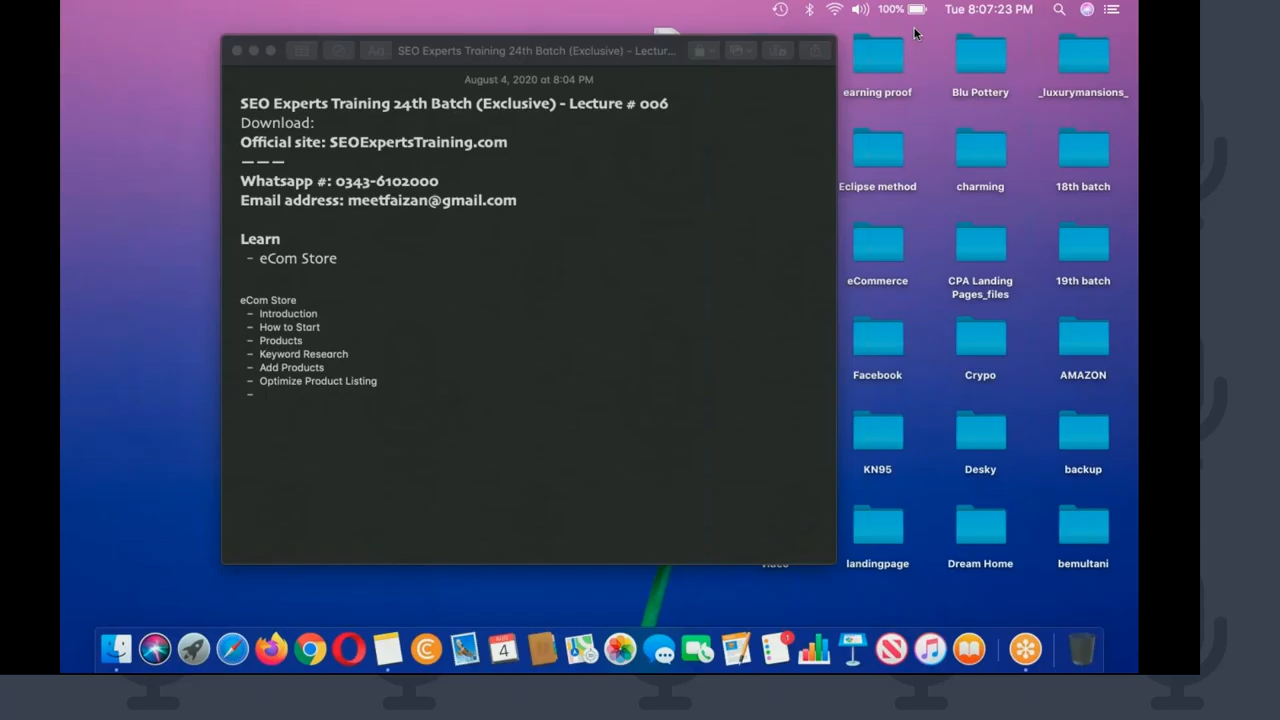 100% Tue 8:07:23 PM
SEO Experts Training 24th Batch (Exclusive) - Lectur...
August 4, 2020 at 8:04 PM
SEO Experts Training 24th Batch (Exclusive) - Lecture # 006
Download:
Official site: SEOExpertsTraining.com
———
Whatsapp #: 0343-6102000
Email address: meetfaizan@gmail.com
Learn
- eCom Store
eCom Store
- Introduction
- How to Start
- Products
- Keyword Research
- Add Products
- Optimize Product Listing
-
earning proof Blu Pottery _luxurymansions_
Eclipse method charming 18th batch
eCommerce CPA Landing Pages_files 19th batch
Facebook Crypo AMAZON
KN95 Desky backup
landingpage Dream Home bemultani
4
1